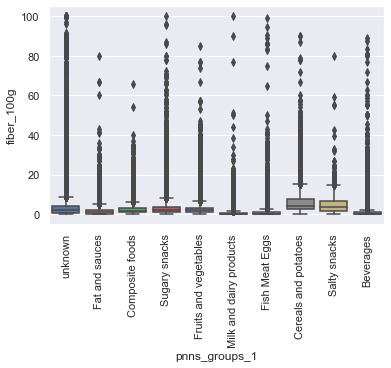 fiber_100g
100
80
60
40
20
0
unknown
Fat and sauces
Composite foods
Sugary snacks
Fruits and vegetables
Milk and dairy products
Fish Meat Eggs
Cereals and potatoes
Salty snacks
Beverages
pnns_groups_1